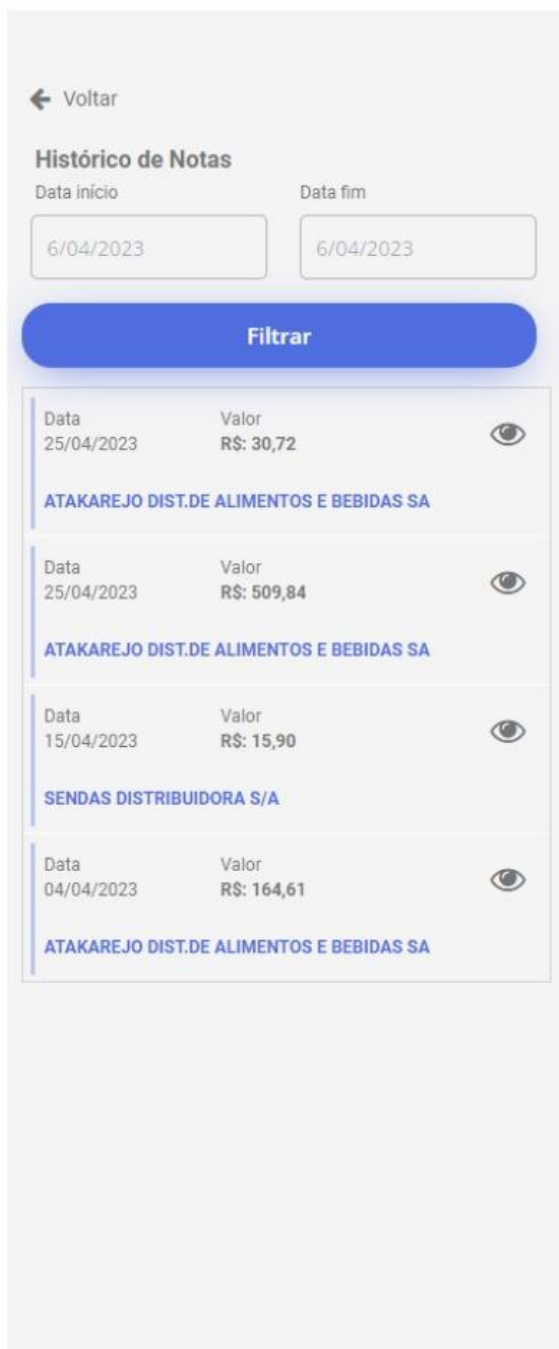 Voltar
Histórico de Notas
Data início Data fim
6/04/2023 6/04/2023
Filtrar
Data Valor
25/04/2023 R$: 30,72
ATAKAREJO DIST.DE ALIMENTOS E BEBIDAS SA
Data Valor
25/04/2023 R$: 509,84
ATAKAREJO DIST.DE ALIMENTOS E BEBIDAS SA
Data Valor
15/04/2023 R$: 15,90
SENDAS DISTRIBUIDORA S/A
Data Valor
04/04/2023 R$: 164,61
ATAKAREJO DIST.DE ALIMENTOS E BEBIDAS SA